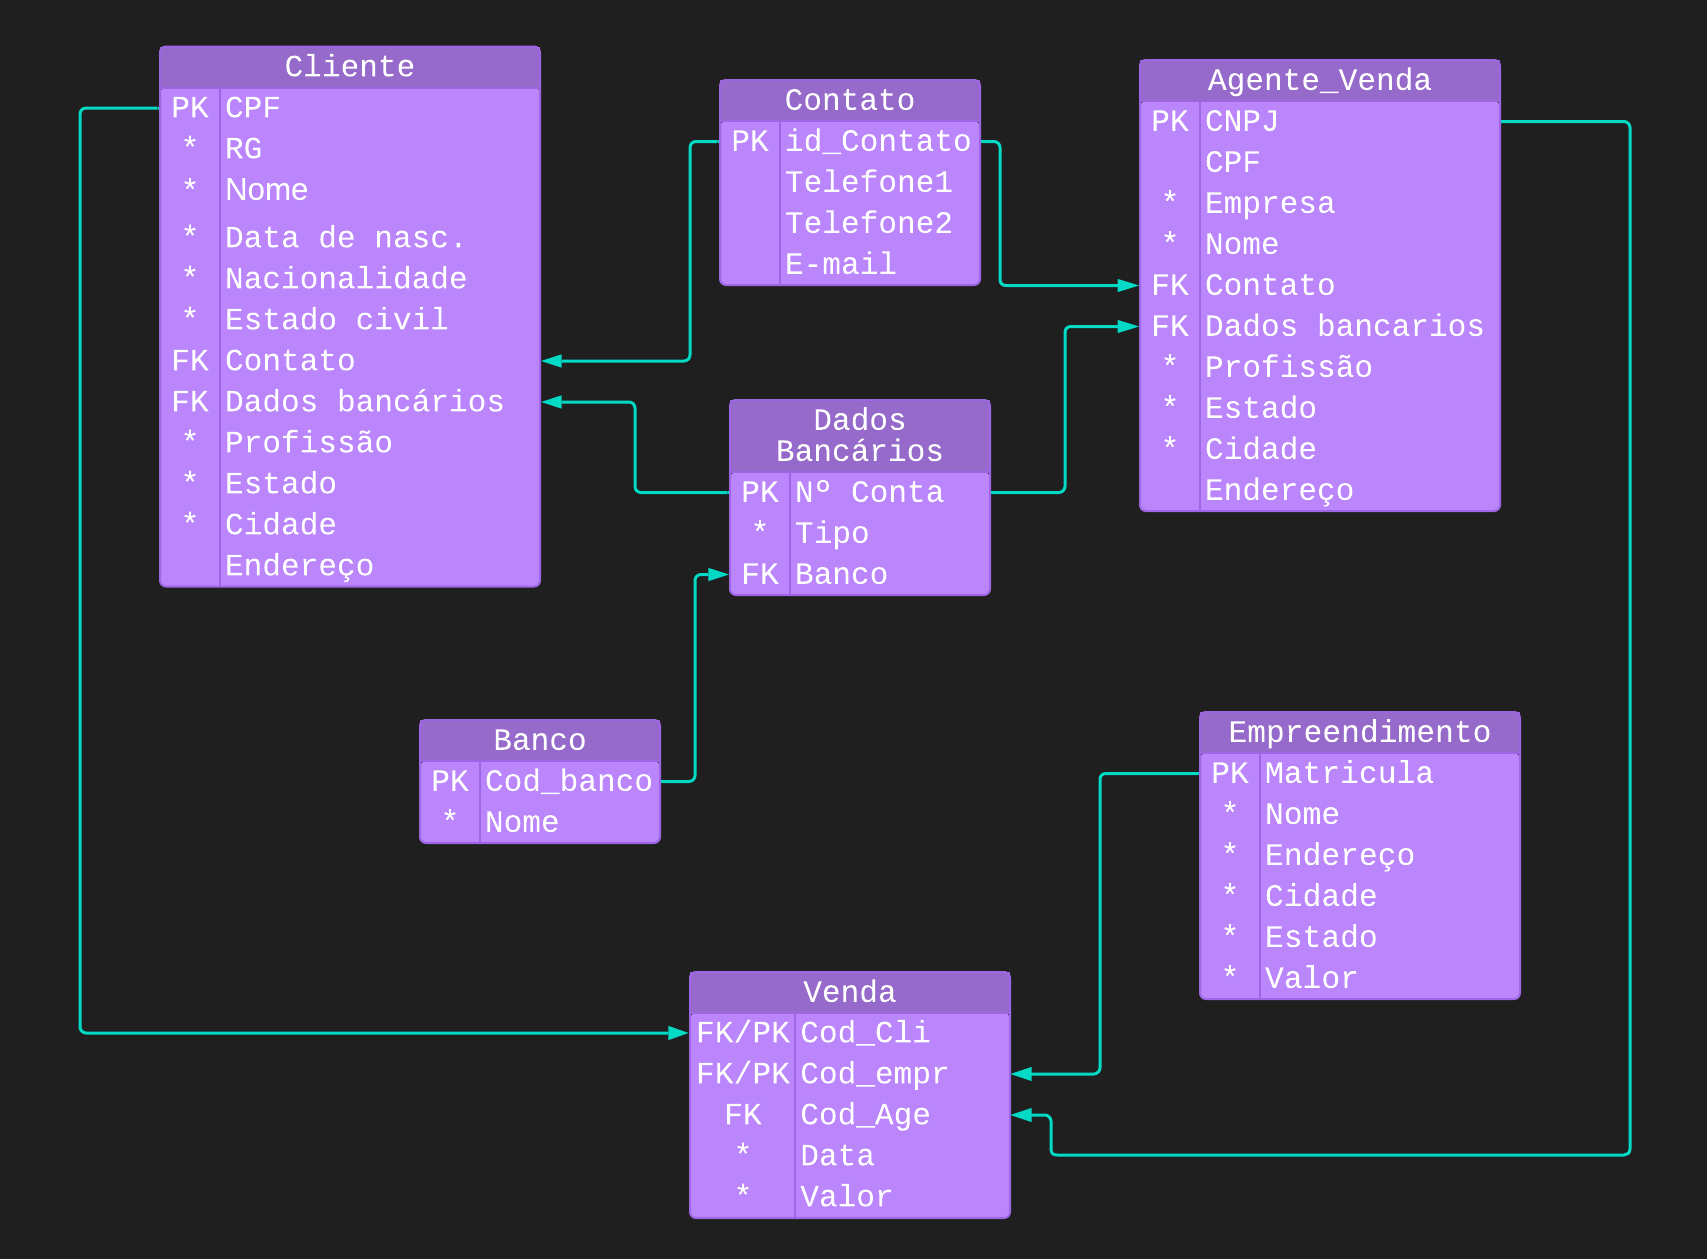 Cliente
PK CPF
* RG
* Nome
* Data de nasc.
* Nacionalidade
* Estado civil
FK Contato
FK Dados bancários
* Profissão
* Estado
* Cidade
Endereço
Contato
PK id_Contato
Telefone1
Telefone2
E-mail
Agente_Venda
PK CNPJ
CPF
* Empresa
* Nome
FK Contato
FK Dados bancarios
* Profissão
* Estado
* Cidade
Endereço
Dados
Bancários
PK Nº Conta
* Tipo
FK Banco
Banco
PK Cod_banco
* Nome
Empreendimento
PK Matricula
* Nome
* Endereço
* Cidade
* Estado
* Valor
Venda
FK/PK Cod_Cli
FK/PK Cod_empr
FK Cod_Age
* Data
* Valor